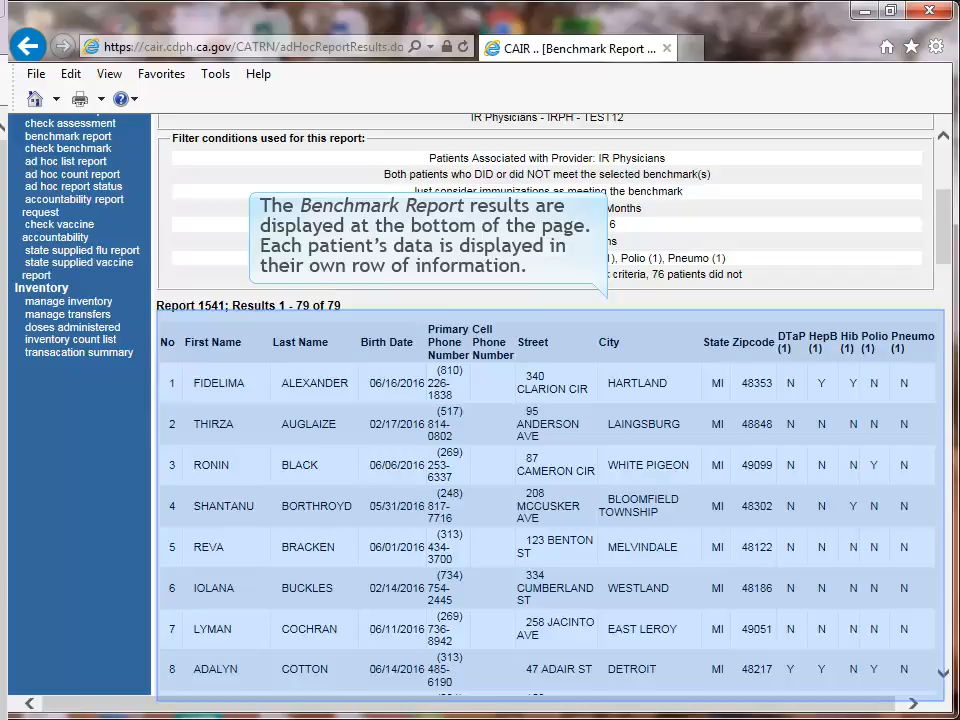 https://cair.cdph.ca.gov/CATRN/adHocReportResults.do
CAIR .. [Benchmark Report ...
File Edit View Favorites Tools Help
check assessment
benchmark report
check benchmark
ad hoc list report
ad hoc count report
ad hoc report status
accountability report
request
check vaccine
accountability
state supplied flu report
state supplied vaccine
report
Inventory
manage inventory
manage transfers
doses administered
inventory count list
transacation summary
IR Physicians - IRPH - TEST12
Filter conditions used for this report:
Patients Associated with Provider: IR Physicians
Both patients who DID or did NOT meet the selected benchmark(s)
Just consider immunizations as meeting the benchmark
Months
6
), Polio (1), Pneumo (1)
criteria, 76 patients did not
The Benchmark Report results are
displayed at the bottom of the page.
Each patient’s data is displayed in
their own row of information.
Report 1541; Results 1 - 79 of 79
No First Name Last Name Birth Date Primary Phone Number Cell Phone Number Street City State Zipcode DTaP (1) HepB (1) Hib (1) Polio (1) Pneumo (1)
1 FIDELIMA ALEXANDER 06/16/2016 (810) 226-1838 340 CLARION CIR HARTLAND MI 48353 N Y Y N N
2 THIRZA AUGLAIZE 02/17/2016 (517) 814-0802 95 ANDERSON AVE LAINGSBURG MI 48848 N N N N N
3 RONIN BLACK 06/06/2016 (269) 253-6337 87 CAMERON CIR WHITE PIGEON MI 49099 N N N Y N
4 SHANTANU BORTHROYD 05/31/2016 (248) 817-7716 208 MCCUSKER AVE BLOOMFIELD TOWNSHIP MI 48302 N N Y N N
5 REVA BRACKEN 06/01/2016 (313) 434-3700 123 BENTON ST MELVINDALE MI 48122 N N N N N
6 IOLANA BUCKLES 02/14/2016 (734) 754-2445 334 CUMBERLAND ST WESTLAND MI 48186 N N N N N
7 LYMAN COCHRAN 06/11/2016 (269) 736-8942 258 JACINTO AVE EAST LEROY MI 49051 N N N N N
8 ADALYN COTTON 06/14/2016 (313) 485-6190 47 ADAIR ST DETROIT MI 48217 Y Y N Y N